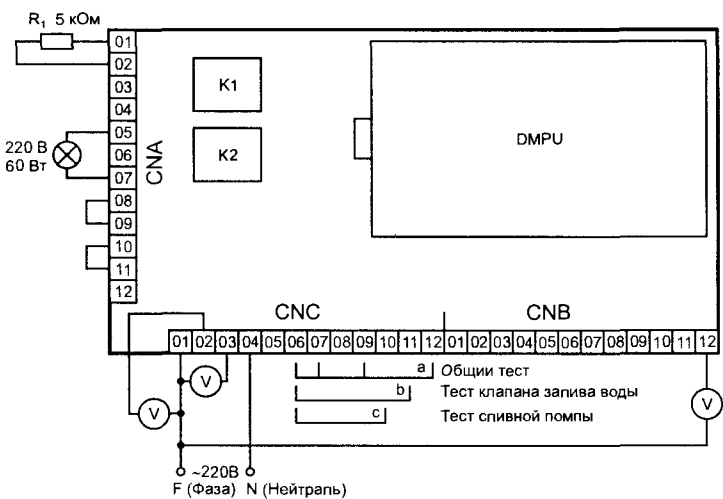 R1 5 кОм
01
02
03
04
05
06
07
08
09
10
11
12
CNA
220 В
60 Вт
K1
K2
DMPU
CNC CNB
01 02 03 04 05 06 07 08 09 10 11 12 01 02 03 04 05 06 07 08 09 10 11 12
a Общии тест
b Тест клапана запива воды
c Тест спивной помпы
V
V
V
~220В
F (Фаза) N (Нейтраль)